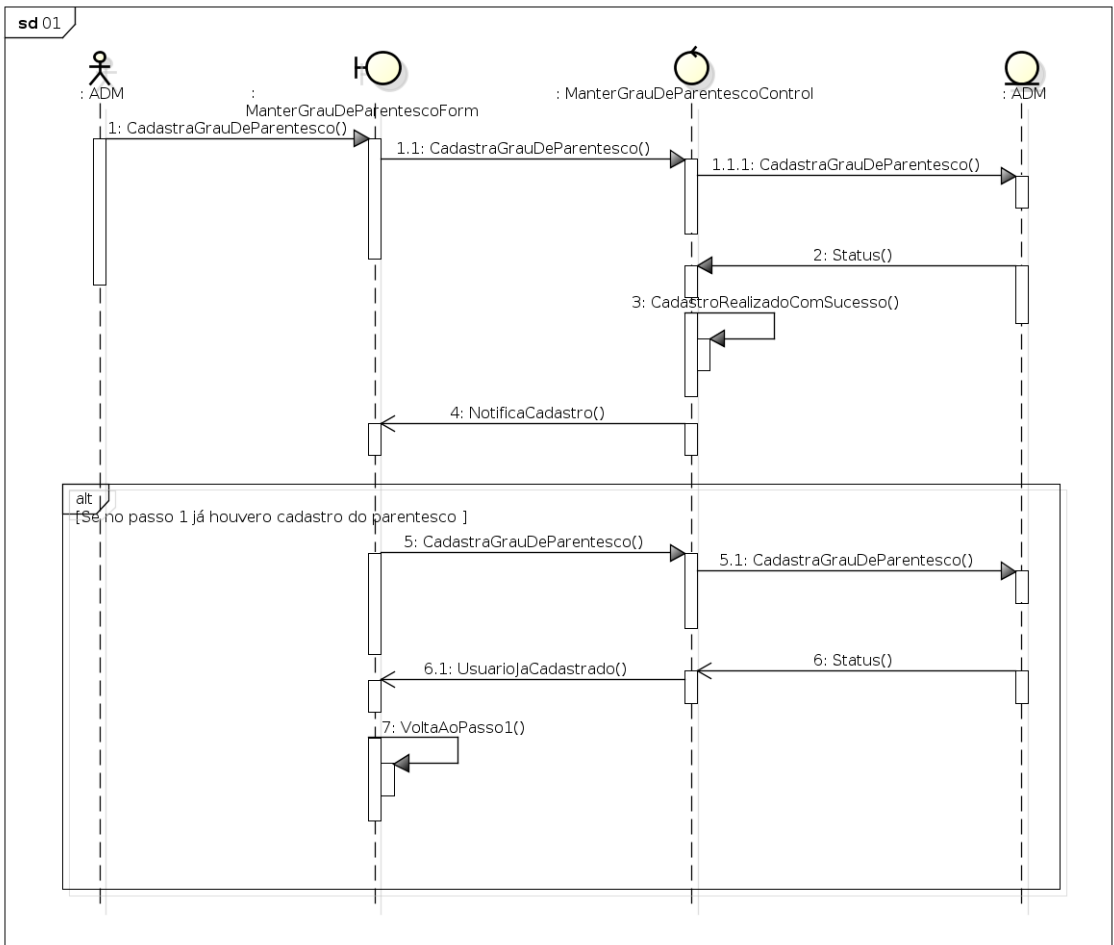 sd 01
: ADM
:
ManterGrauDeParentescoForm
: ManterGrauDeParentescoControl
: ADM
1: CadastraGrauDeParentesco()
1.1: CadastraGrauDeParentesco()
1.1.1: CadastraGrauDeParentesco()
2: Status()
3: CadastroRealizadoComSucesso()
4: NotificaCadastro()
alt
[Se no passo 1 já houvero cadastro do parentesco ]
5: CadastraGrauDeParentesco()
5.1: CadastraGrauDeParentesco()
6: Status()
6.1: UsuarioJaCadastrado()
7: VoltaAoPasso1()